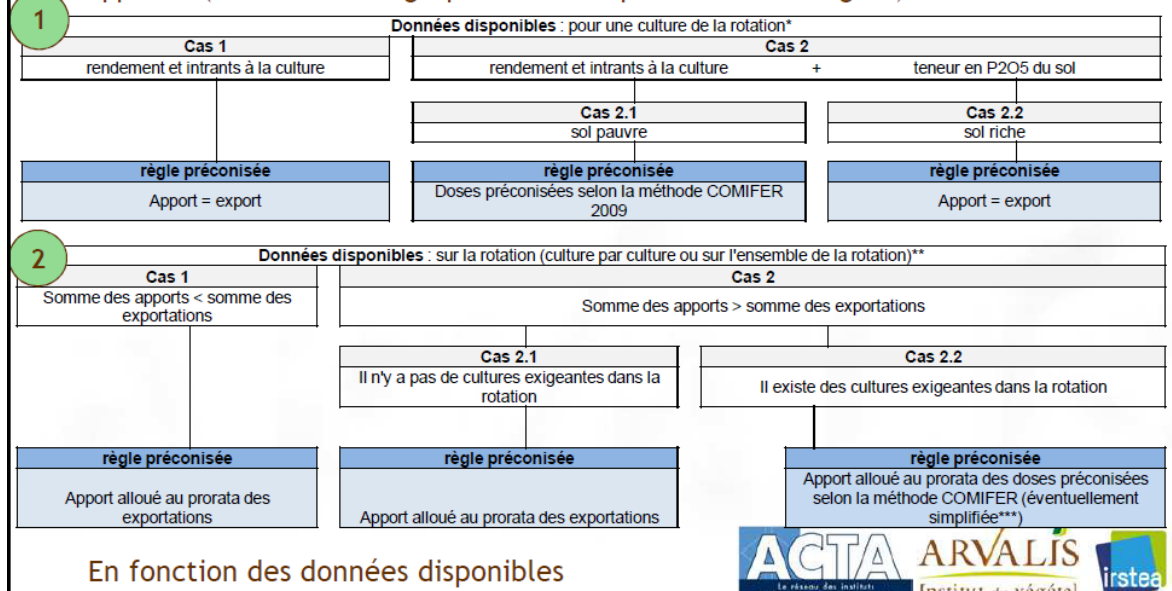 1
Données disponibles : pour une culture de la rotation*
Cas 1
Cas 2
rendement et intrants à la culture
rendement et intrants à la culture + teneur en P2O5 du sol
Cas 2.1
Cas 2.2
sol pauvre
sol riche
règle préconisée
règle préconisée
règle préconisée
Apport = export
Doses préconisées selon la méthode COMIFER
2009
Apport = export
2
Données disponibles : sur la rotation (culture par culture ou sur l'ensemble de la rotation)**
Cas 1
Cas 2
Somme des apports < somme des
exportations
Somme des apports > somme des exportations
Cas 2.1
Cas 2.2
Il n'y a pas de cultures exigeantes dans la
rotation
Il existe des cultures exigeantes dans la rotation
règle préconisée
règle préconisée
règle préconisée
Apport alloué au prorata des
exportations
Apport alloué au prorata des exportations
Apport alloué au prorata des doses préconisées
selon la méthode COMIFER (éventuellement
simplifiée***)
En fonction des données disponibles
ACTA
Le réseau des instituts
ARVALIS
Institut du végétal
irstea